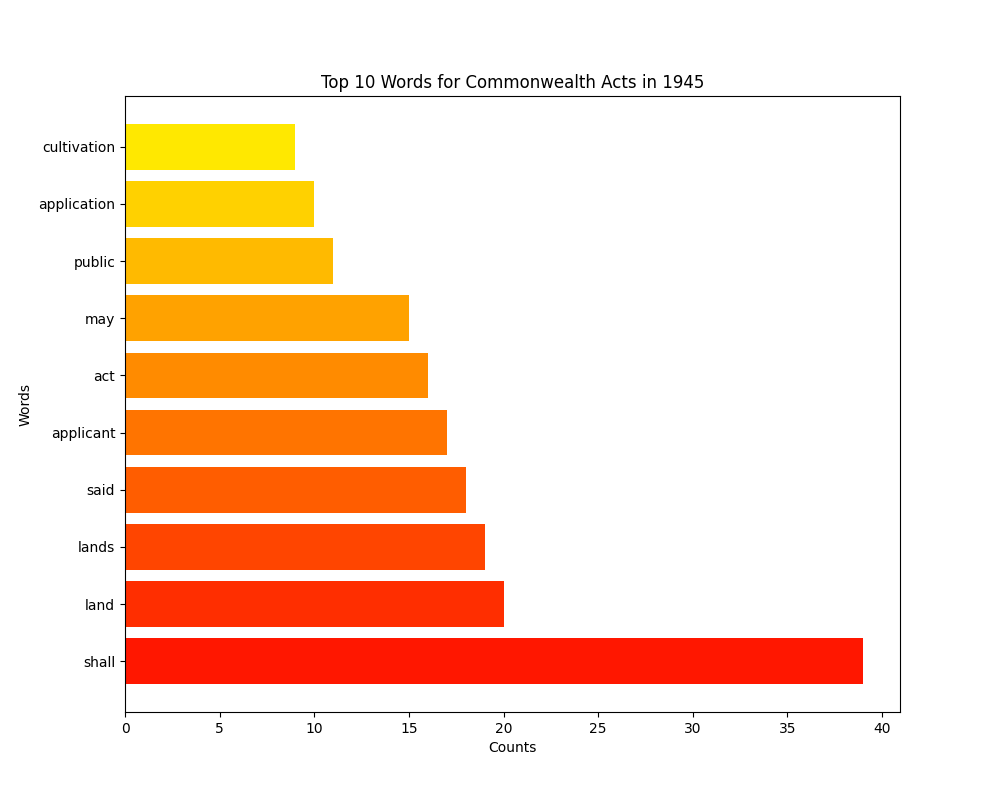 Top 10 Words for Commonwealth Acts in 1945
cultivation
application
public
may
act
applicant
said
lands
land
shall
Words
0 5 10 15 20 25 30 35 40
Counts